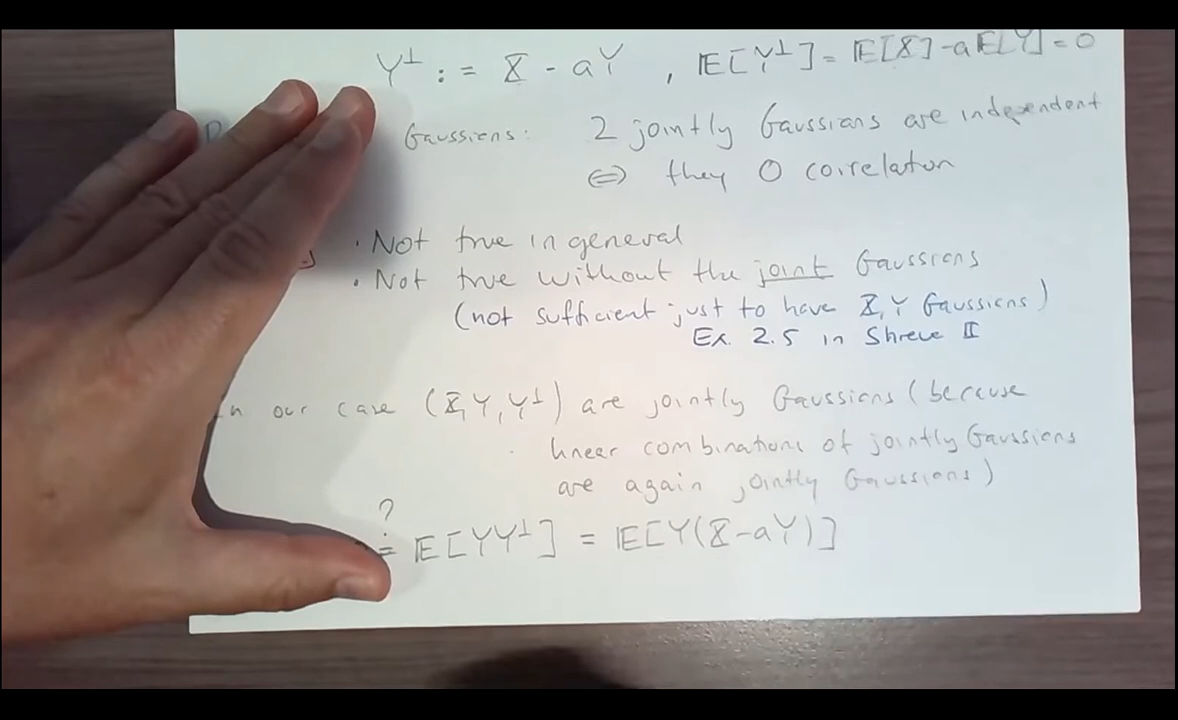 Y⊥ := X - aY , E[Y⊥] = E[X] - aE[Y] = 0
Gaussians: 2 jointly Gaussians are independent
⇔ they 0 correlation
· Not true in general
· Not true without the joint Gaussians
(not sufficient just to have X, Y Gaussians)
Ex. 2.5 in Shreve II
In our case (X, Y, Y⊥) are jointly Gaussians (because
linear combinations of jointly Gaussians
are again jointly Gaussians)
?
= E[YY⊥] = E[Y(X-aY)]